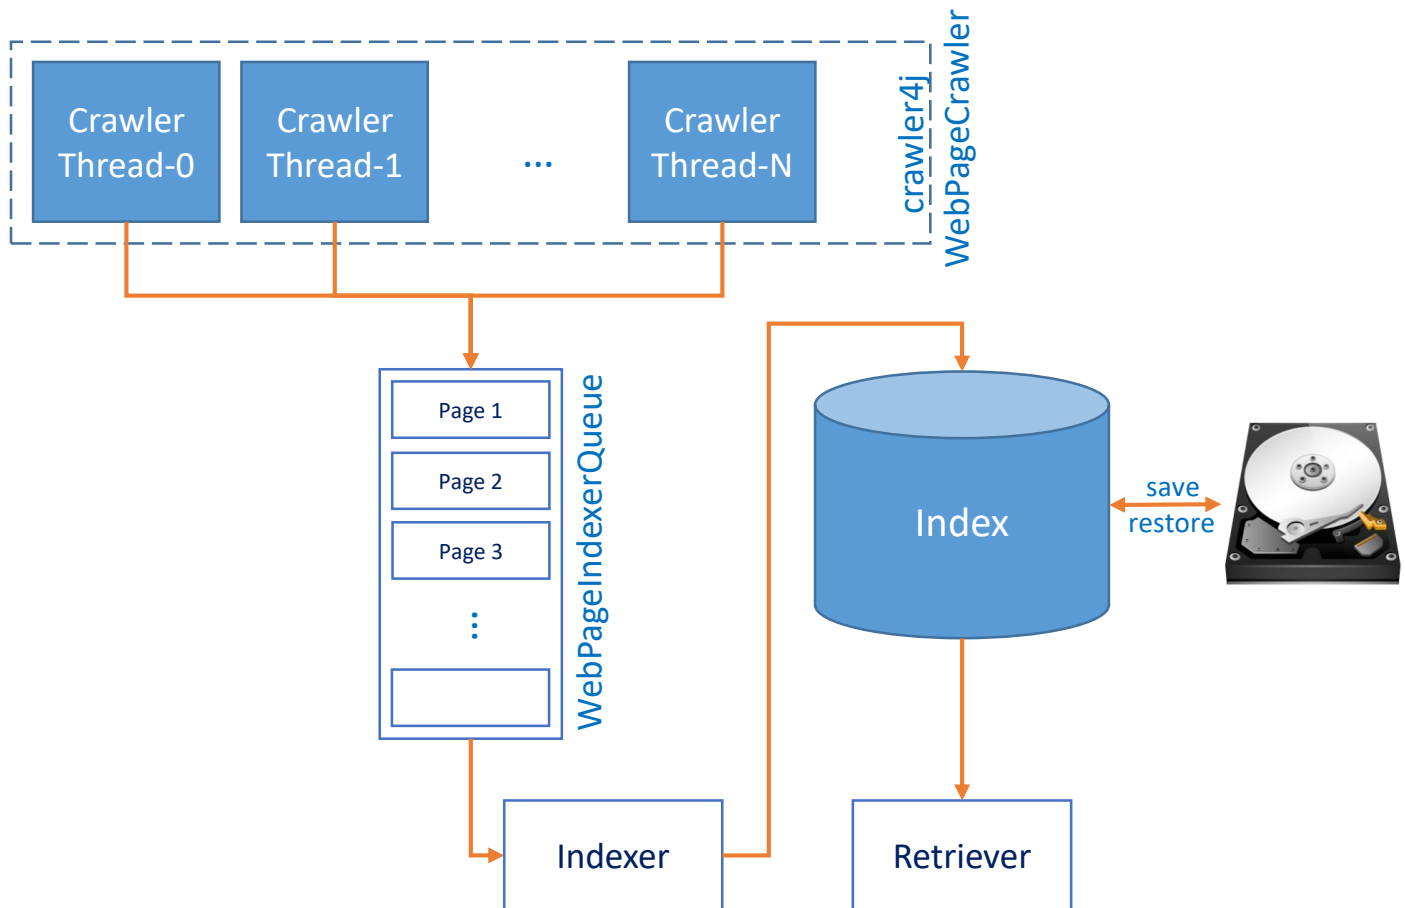 Crawler
Thread-0
Crawler
Thread-1
...
Crawler
Thread-N
crawler4j
WebPageCrawler
Page 1
Page 2
Page 3
...
WebPageIndexerQueue
Index
save
restore
Indexer
Retriever